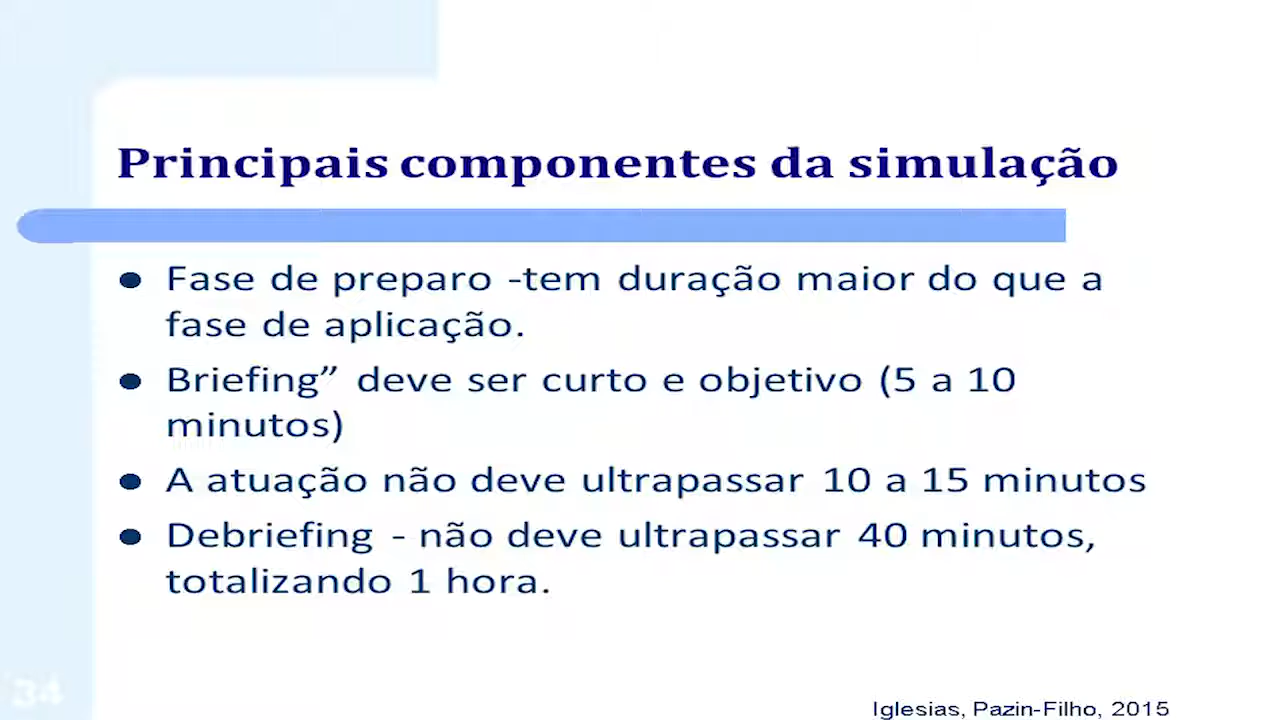 Principais componentes da simulação
Fase de preparo -tem duração maior do que a
fase de aplicação.
Briefing” deve ser curto e objetivo (5 a 10
minutos)
A atuação não deve ultrapassar 10 a 15 minutos
Debriefing - não deve ultrapassar 40 minutos,
totalizando 1 hora.
34
Iglesias, Pazin-Filho, 2015